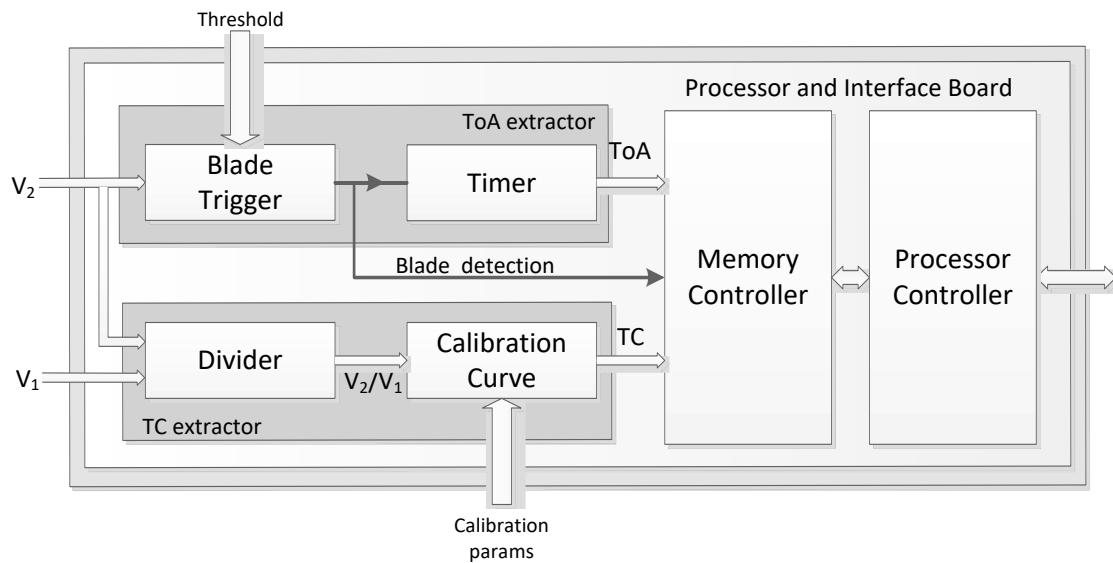 Threshold
Processor and Interface Board
ToA extractor
ToA
Blade
Trigger
Timer
V₂
Blade detection
Memory
Controller
Processor
Controller
Divider
V₂/V₁
Calibration
Curve
TC
V₁
TC extractor
Calibration
params